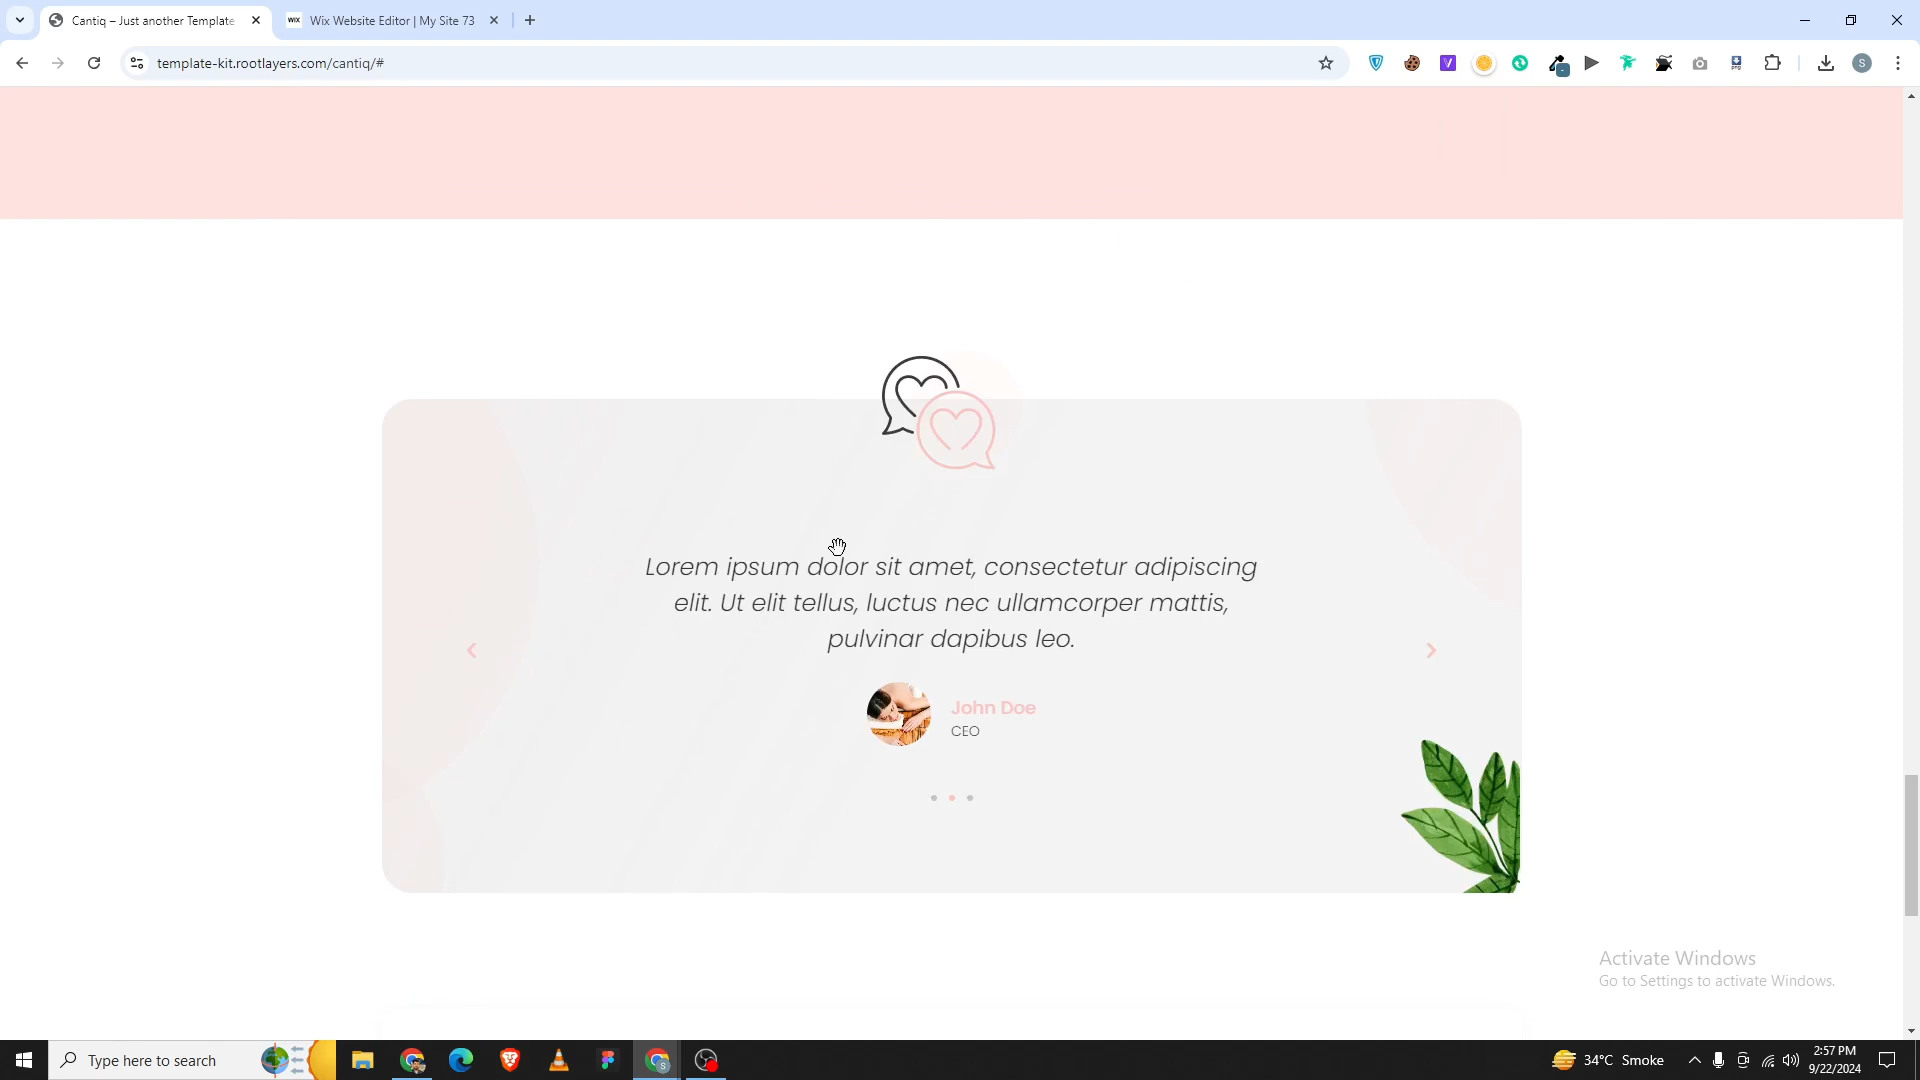 Cantiq – Just another Template
WIX Wix Website Editor | My Site 73
template-kit.rootlayers.com/cantiq/#
S
Lorem ipsum dolor sit amet, consectetur adipiscing
elit. Ut elit tellus, luctus nec ullamcorper mattis,
pulvinar dapibus leo.
John Doe
CEO
Activate Windows
Go to Settings to activate Windows.
Type here to search
34°C Smoke
2:57 PM
9/22/2024